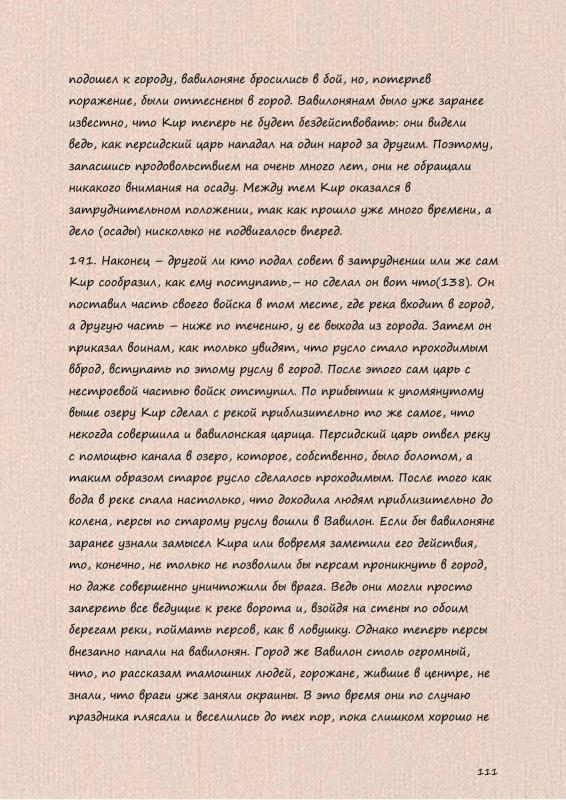 подошел к городу, вавилоняне бросились в бой, но, потерпев
поражение, были оттеснены в город. Вавилонянам было уже заранее
известно, что Кир теперь не будет бездействовать: они видели
ведь, как персидский царь нападал на один народ за другим. Поэтому,
запасшись продовольствием на очень много лет, они не обращали
никакого внимания на осаду. Между тем Кир оказался в
затруднительном положении, так как прошло уже много времени, а
дело (осады) нисколько не подвигалось вперед.
191. Наконец – другой ли кто подал совет в затруднении или же сам
Кир сообразил, как ему поступать,– но сделал он вот что(138). Он
поставил часть своего войска в том месте, где река входит в город,
а другую часть – ниже по течению, у ее выхода из города. Затем он
приказал воинам, как только увидят, что русло стало проходимым
вброд, вступать по этому руслу в город. После этого сам царь с
нестроевой частью войск отступил. По прибытии к упомянутому
выше озеру Кир сделал с рекой приблизительно то же самое, что
некогда совершила и вавилонская царица. Персидский царь отвел реку
с помощью канала в озеро, которое, собственно, было болотом, а
таким образом старое русло сделалось проходимым. После того как
вода в реке спала настолько, что доходила людям приблизительно до
колена, персы по старому руслу вошли в Вавилон. Если бы вавилоняне
заранее узнали замысел Кира или вовремя заметили его действия,
то, конечно, не только не позволили бы персам проникнуть в город,
но даже совершенно уничтожили бы врага. Ведь они могли просто
запереть все ведущие к реке ворота и, взойдя на стены по обоим
берегам реки, поймать персов, как в ловушку. Однако теперь персы
внезапно напали на вавилонян. Город же Вавилон столь огромный,
что, по рассказам тамошних людей, горожане, жившие в центре, не
знали, что враги уже заняли окраины. В это время они по случаю
праздника плясали и веселились до тех пор, пока слишком хорошо не
111